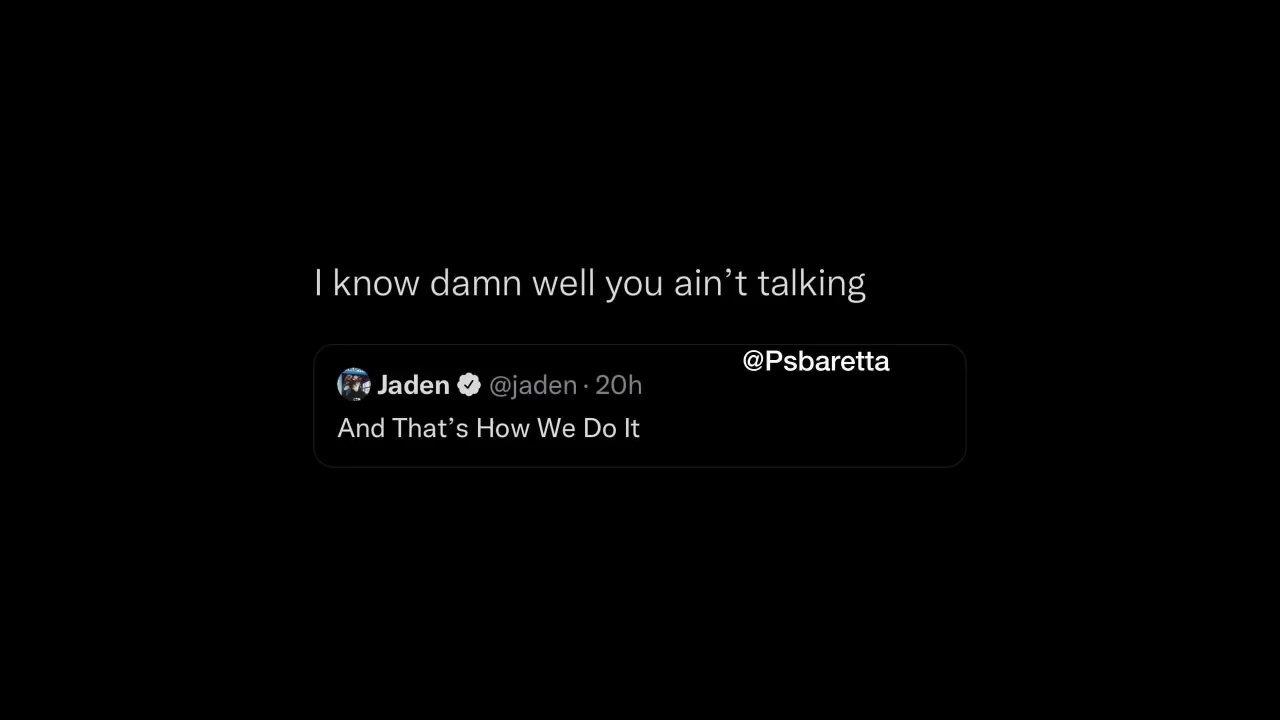 I know damn well you ain’t talking
@Psbaretta
Jaden @jaden · 20h
And That’s How We Do It